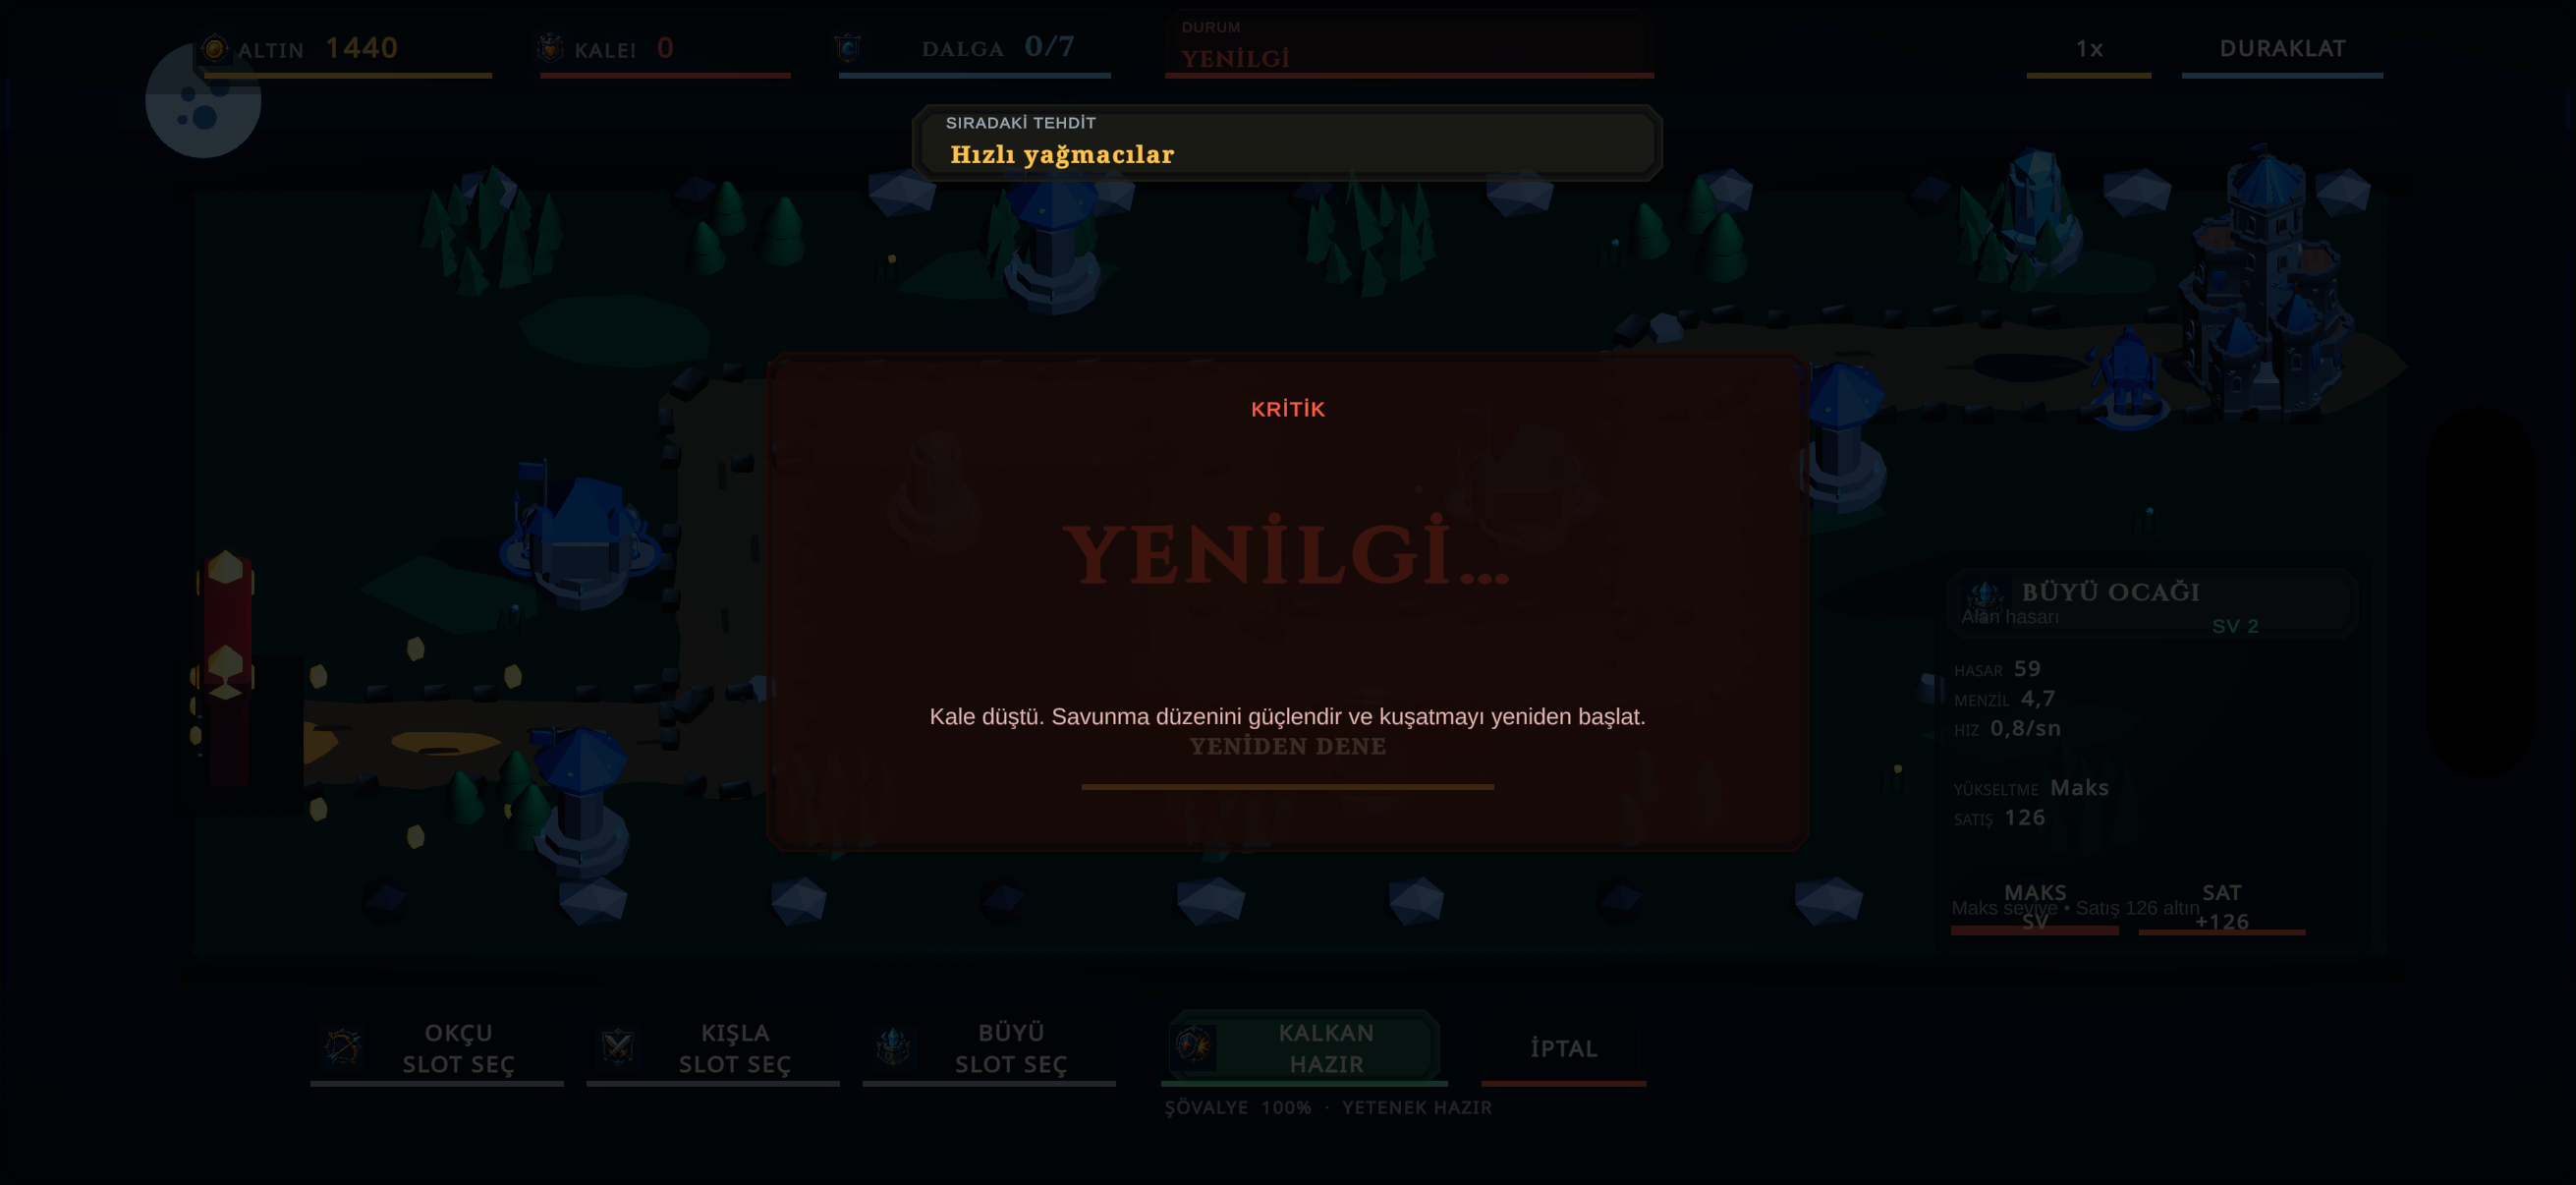 ALTIN 1440
KALE! 0
DALGA 0/7
DURUM
YENİLGİ
1x
DURAKLAT
SIRADAKİ TEHDİT
Hızlı yağmacılar
KRİTİK
YENİLGİ...
Kale düştü. Savunma düzenini güçlendir ve kuşatmayı yeniden başlat.
YENİDEN DENE
BÜYÜ OCAĞI
Alan hasarı
SV 2
HASAR 59
MENZİL 4,7
HIZ 0,8/sn
YÜKSELTME Maks
SATIŞ 126
MAKS
SV
SAT
+126
Maks seviye • Satış 126 altın
OKÇU
SLOT SEÇ
KIŞLA
SLOT SEÇ
BÜYÜ
SLOT SEÇ
KALKAN
HAZIR
İPTAL
ŞÖVALYE 100% · YETENEK HAZIR